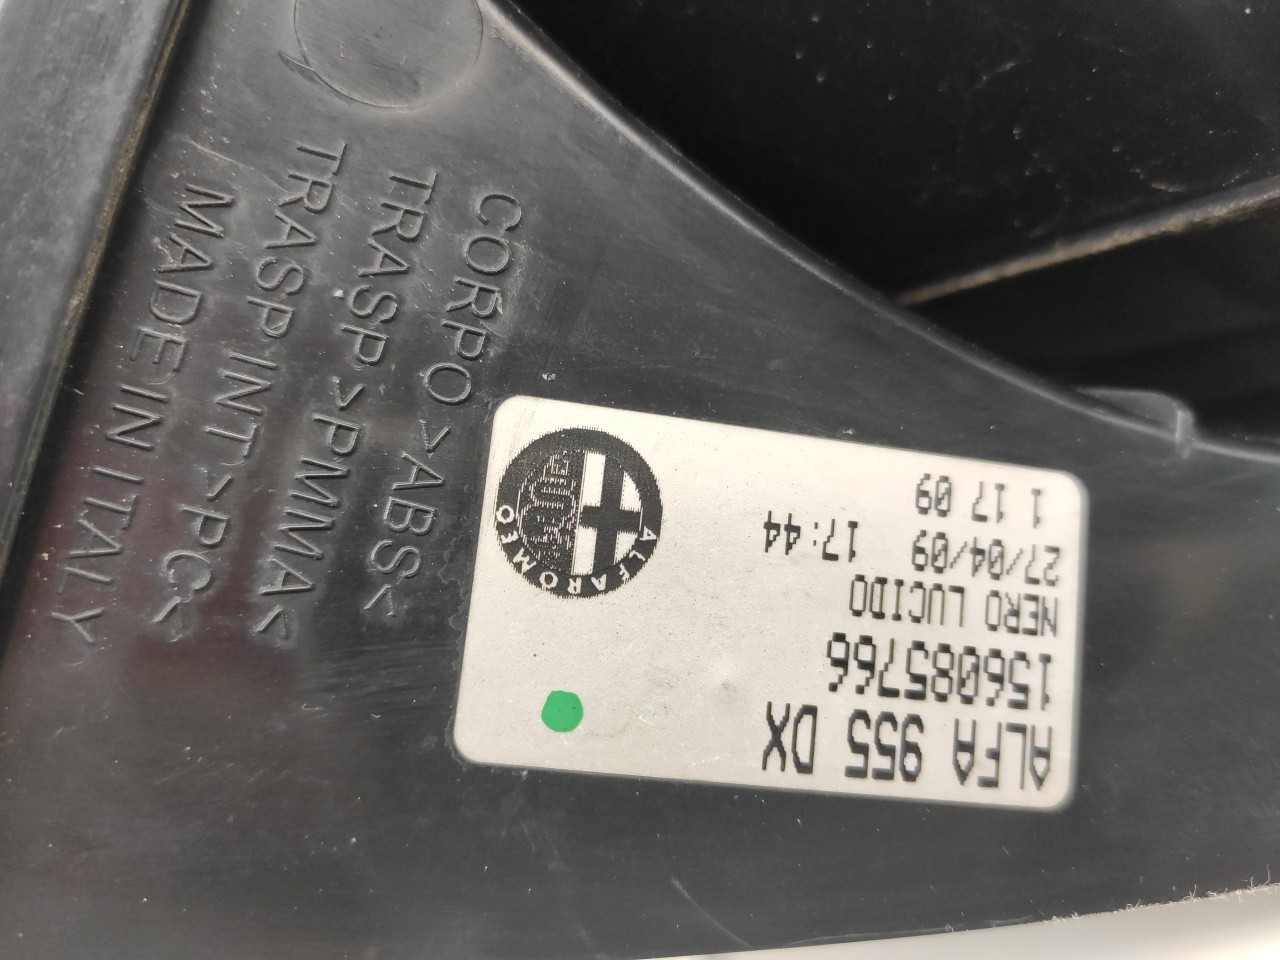 CORPO >ABS<
TRASP >PMMA<
TRASP INT >PC<
MADE IN ITALY
ALFA 955 DX
156085766
NERO LUCIDO
27/04/09 17:44
1 17 09
ALFA ROMEO